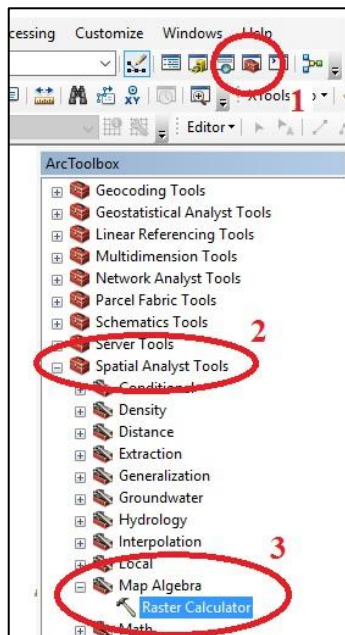 cessing Customize Windows Help
XTools
1
Editor
ArcToolbox
Geocoding Tools
Geostatistical Analyst Tools
Linear Referencing Tools
Multidimension Tools
Network Analyst Tools
Parcel Fabric Tools
Schematics Tools
2
Server Tools
Spatial Analyst Tools
Conditional
Density
Distance
Extraction
Generalization
Groundwater
Hydrology
Interpolation
Local
3
Map Algebra
Raster Calculator
Math